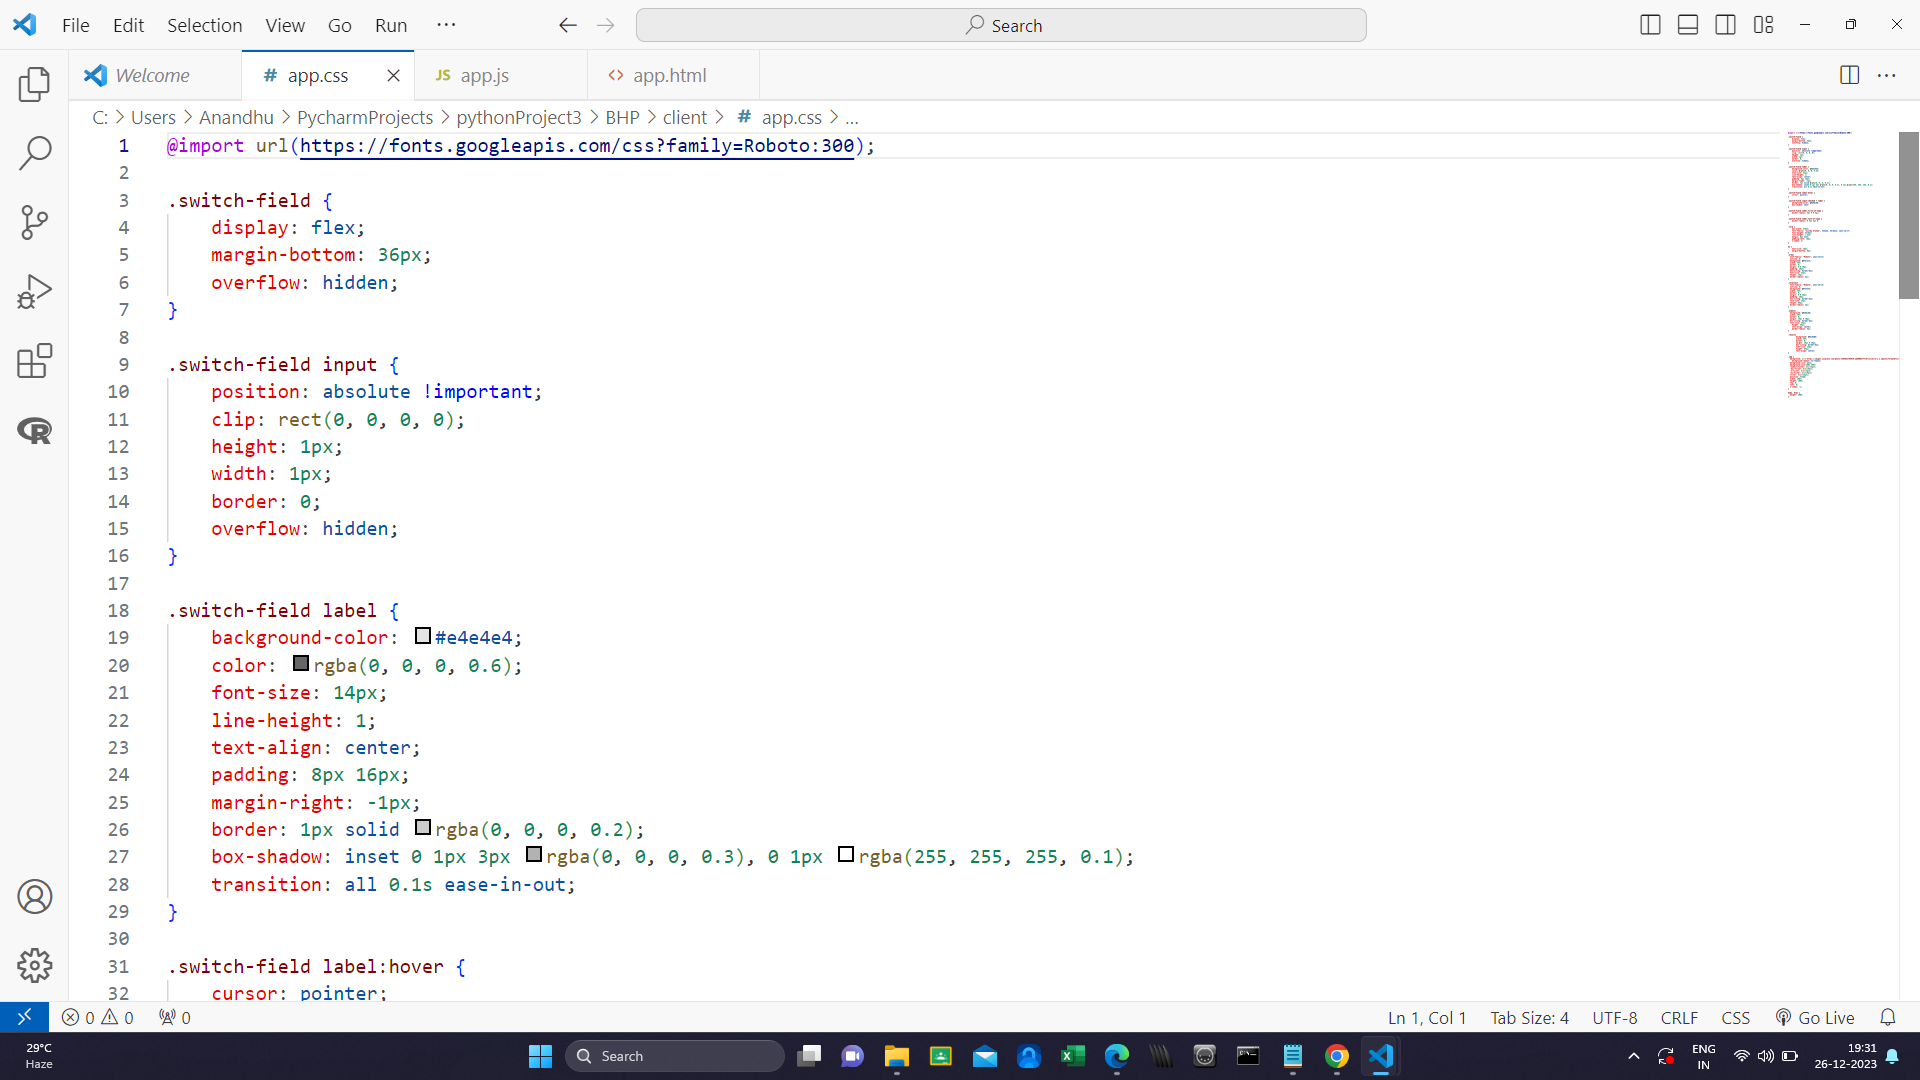 File Edit Selection View Go Run ··· Search
Welcome # app.css JS app.js <> app.html
C: > Users > Anandhu > PycharmProjects > pythonProject3 > BHP > client > # app.css > ...
1 @import url(https://fonts.googleapis.com/css?family=Roboto:300);
2
3 .switch-field {
4 display: flex;
5 margin-bottom: 36px;
6 overflow: hidden;
7 }
8
9 .switch-field input {
10 position: absolute !important;
11 clip: rect(0, 0, 0, 0);
12 height: 1px;
13 width: 1px;
14 border: 0;
15 overflow: hidden;
16 }
17
18 .switch-field label {
19 background-color: #e4e4e4;
20 color: rgba(0, 0, 0, 0.6);
21 font-size: 14px;
22 line-height: 1;
23 text-align: center;
24 padding: 8px 16px;
25 margin-right: -1px;
26 border: 1px solid rgba(0, 0, 0, 0.2);
27 box-shadow: inset 0 1px 3px rgba(0, 0, 0, 0.3), 0 1px rgba(255, 255, 255, 0.1);
28 transition: all 0.1s ease-in-out;
29 }
30
31 .switch-field label:hover {
32 cursor: pointer;
0 0 0 Ln 1, Col 1 Tab Size: 4 UTF-8 CRLF CSS Go Live
29°C
Haze
Search
ENG
IN
19:31
26-12-2023